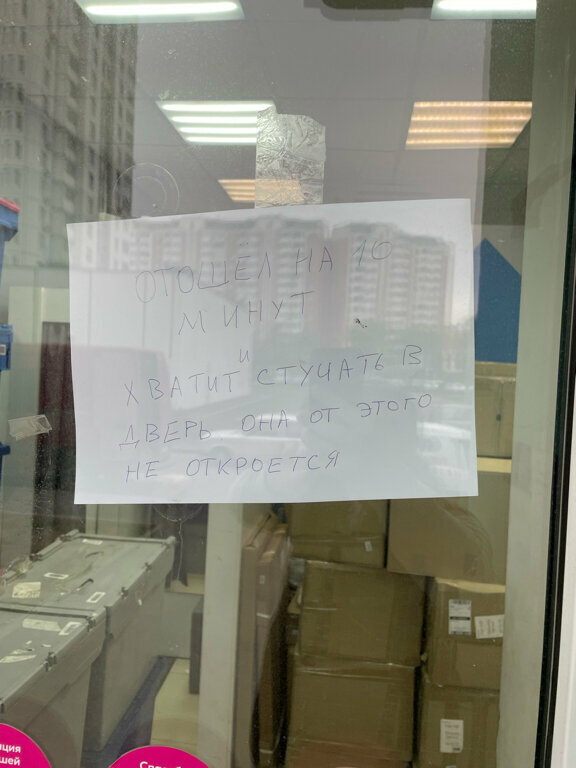 ОТОШЁЛ НА 10
МИНУТ
И
ХВАТИТ СТУЧАТЬ В
ДВЕРЬ, ОНА ОТ ЭТОГО
НЕ ОТКРОЕТСЯ